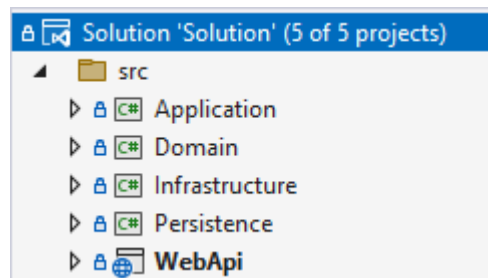 Solution 'Solution' (5 of 5 projects)
src
C# Application
C# Domain
C# Infrastructure
C# Persistence
WebApi